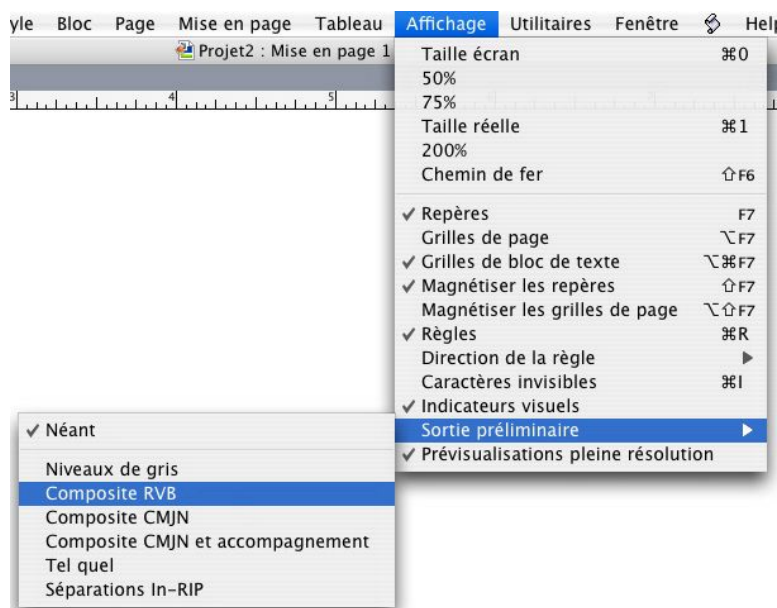 yle Bloc Page Mise en page Tableau Affichage Utilitaires Fenêtre Help
Projet2 : Mise en page 1
3 4 5
Taille écran ⌘0
50%
75%
Taille réelle ⌘1
200%
Chemin de fer ⇧F6
✓ Repères F7
Grilles de page ⌥F7
✓ Grilles de bloc de texte ⌥⌘F7
✓ Magnétiser les repères ⇧F7
Magnétiser les grilles de page ⌥⇧F7
✓ Règles ⌘R
Direction de la règle ▶
Caractères invisibles ⌘I
✓ Indicateurs visuels
Sortie préliminaire ▶
✓ Prévisualisations pleine résolution
✓ Néant
Niveaux de gris
Composite RVB
Composite CMJN
Composite CMJN et accompagnement
Tel quel
Séparations In-RIP